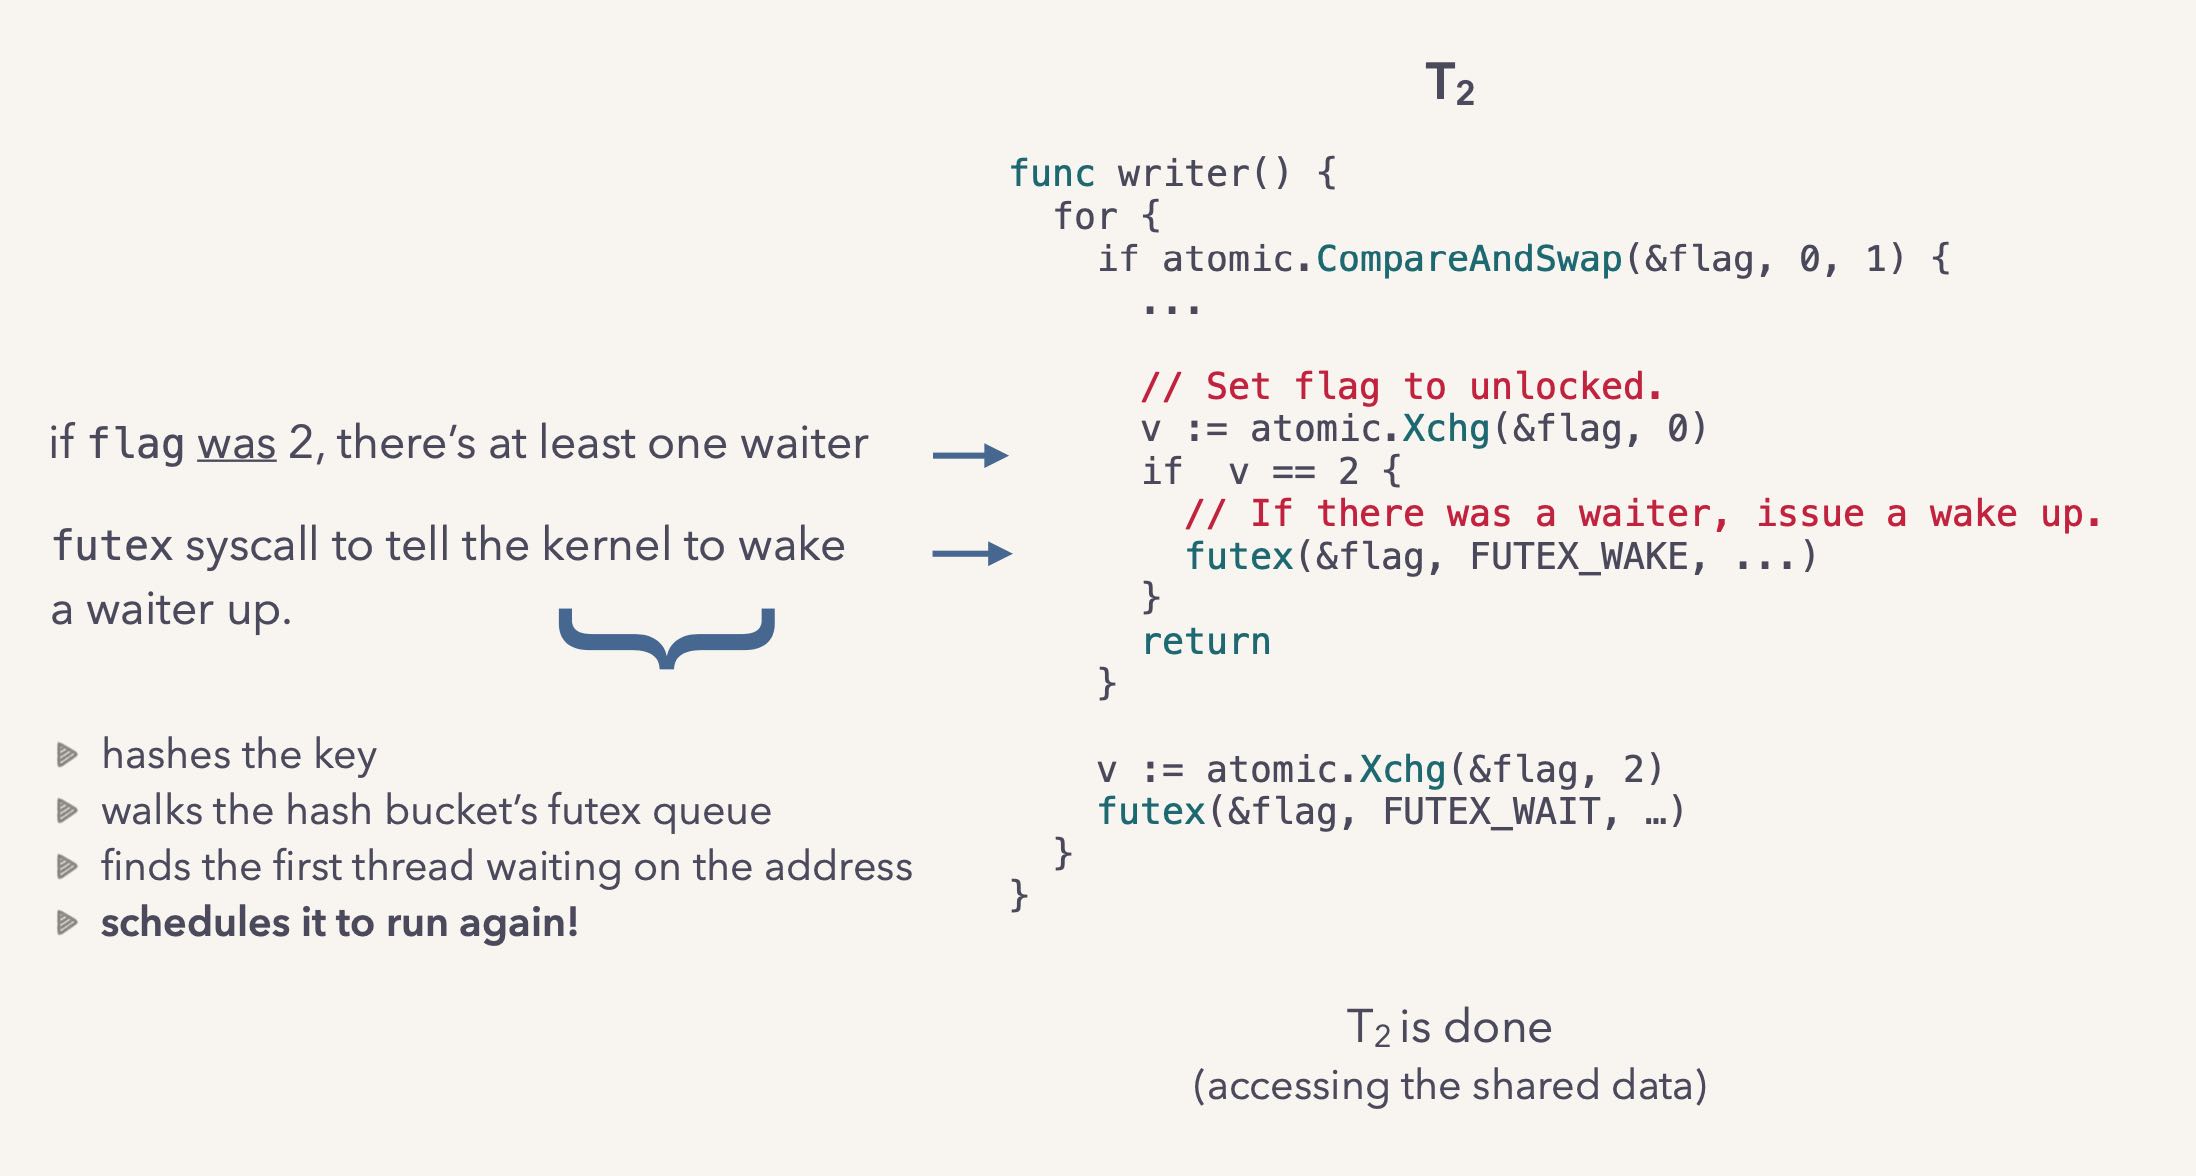 T₂
func writer() {
for {
if atomic.CompareAndSwap(&flag, 0, 1) {
...
// Set flag to unlocked.
v := atomic.Xchg(&flag, 0)
if  v == 2 {
// If there was a waiter, issue a wake up.
futex(&flag, FUTEX_WAKE, ...)
}
return
}
v := atomic.Xchg(&flag, 2)
futex(&flag, FUTEX_WAIT, …)
}
}
if flag was 2, there’s at least one waiter
futex syscall to tell the kernel to wake
a waiter up.
hashes the key
walks the hash bucket’s futex queue
finds the first thread waiting on the address
schedules it to run again!
T₂ is done
(accessing the shared data)